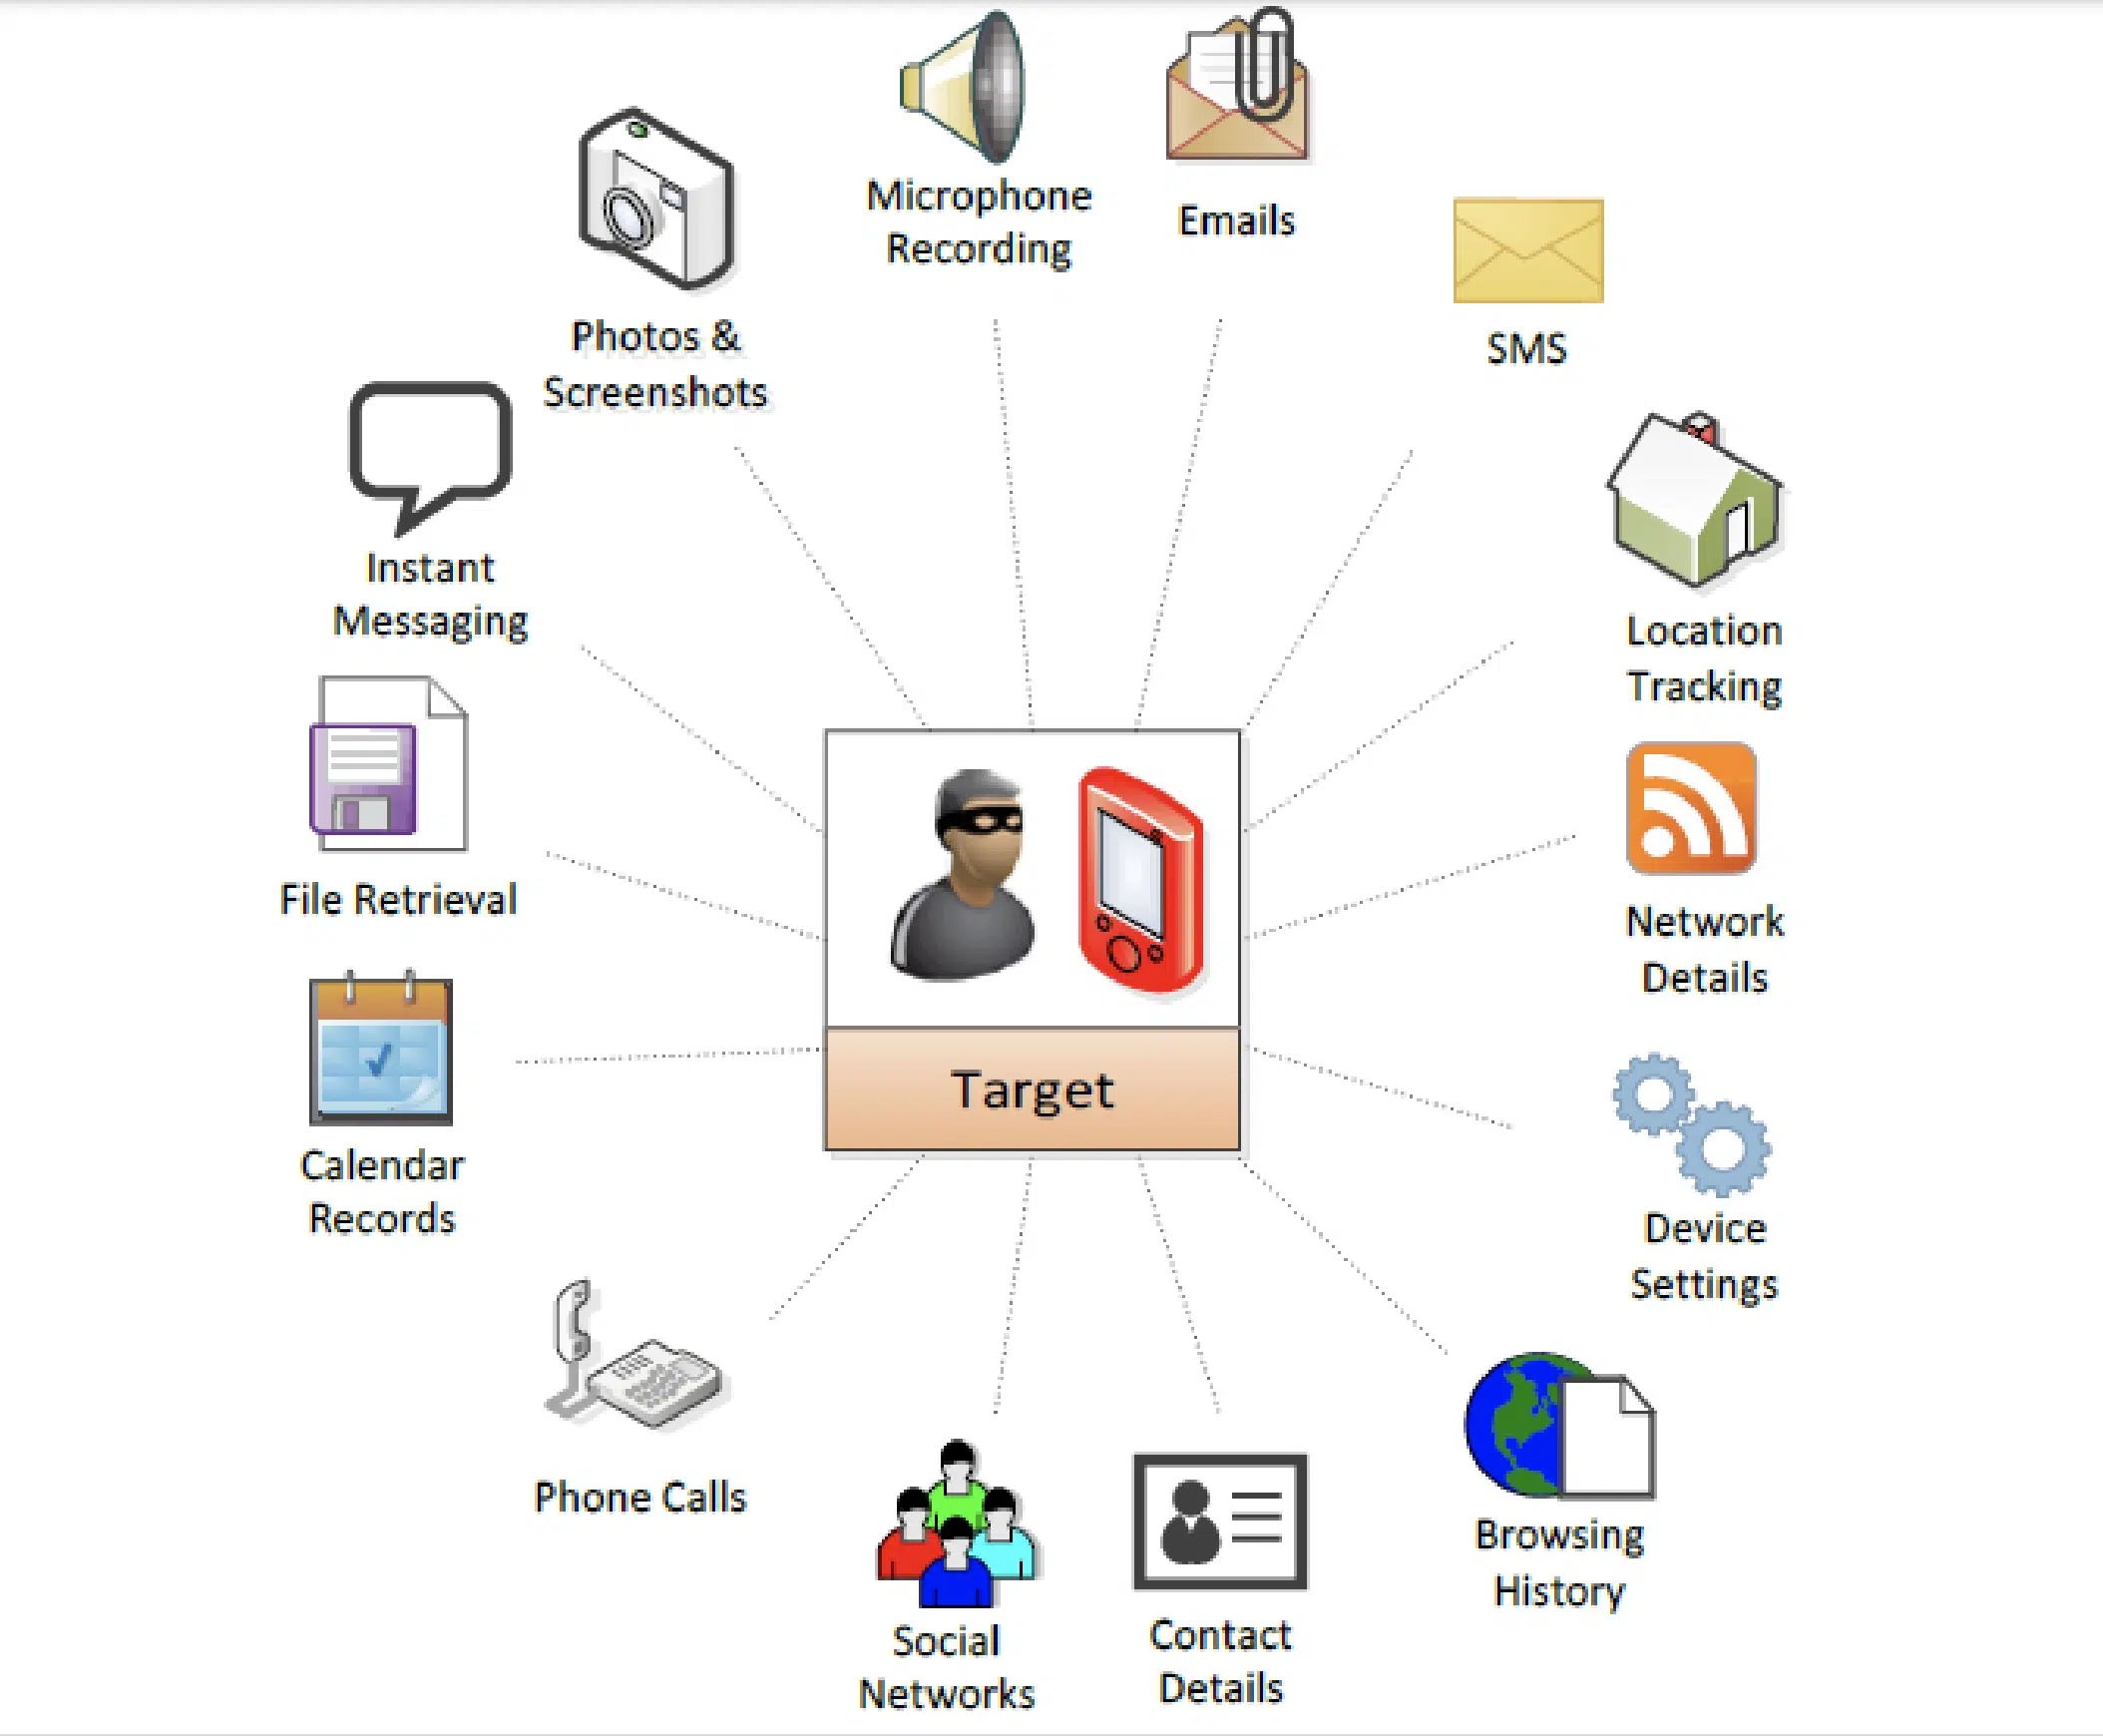 Microphone
Recording
Emails
Photos &
Screenshots
SMS
Instant
Messaging
Location
Tracking
File Retrieval
Network
Details
Target
Calendar
Records
Device
Settings
Phone Calls
Browsing
History
Social
Networks
Contact
Details